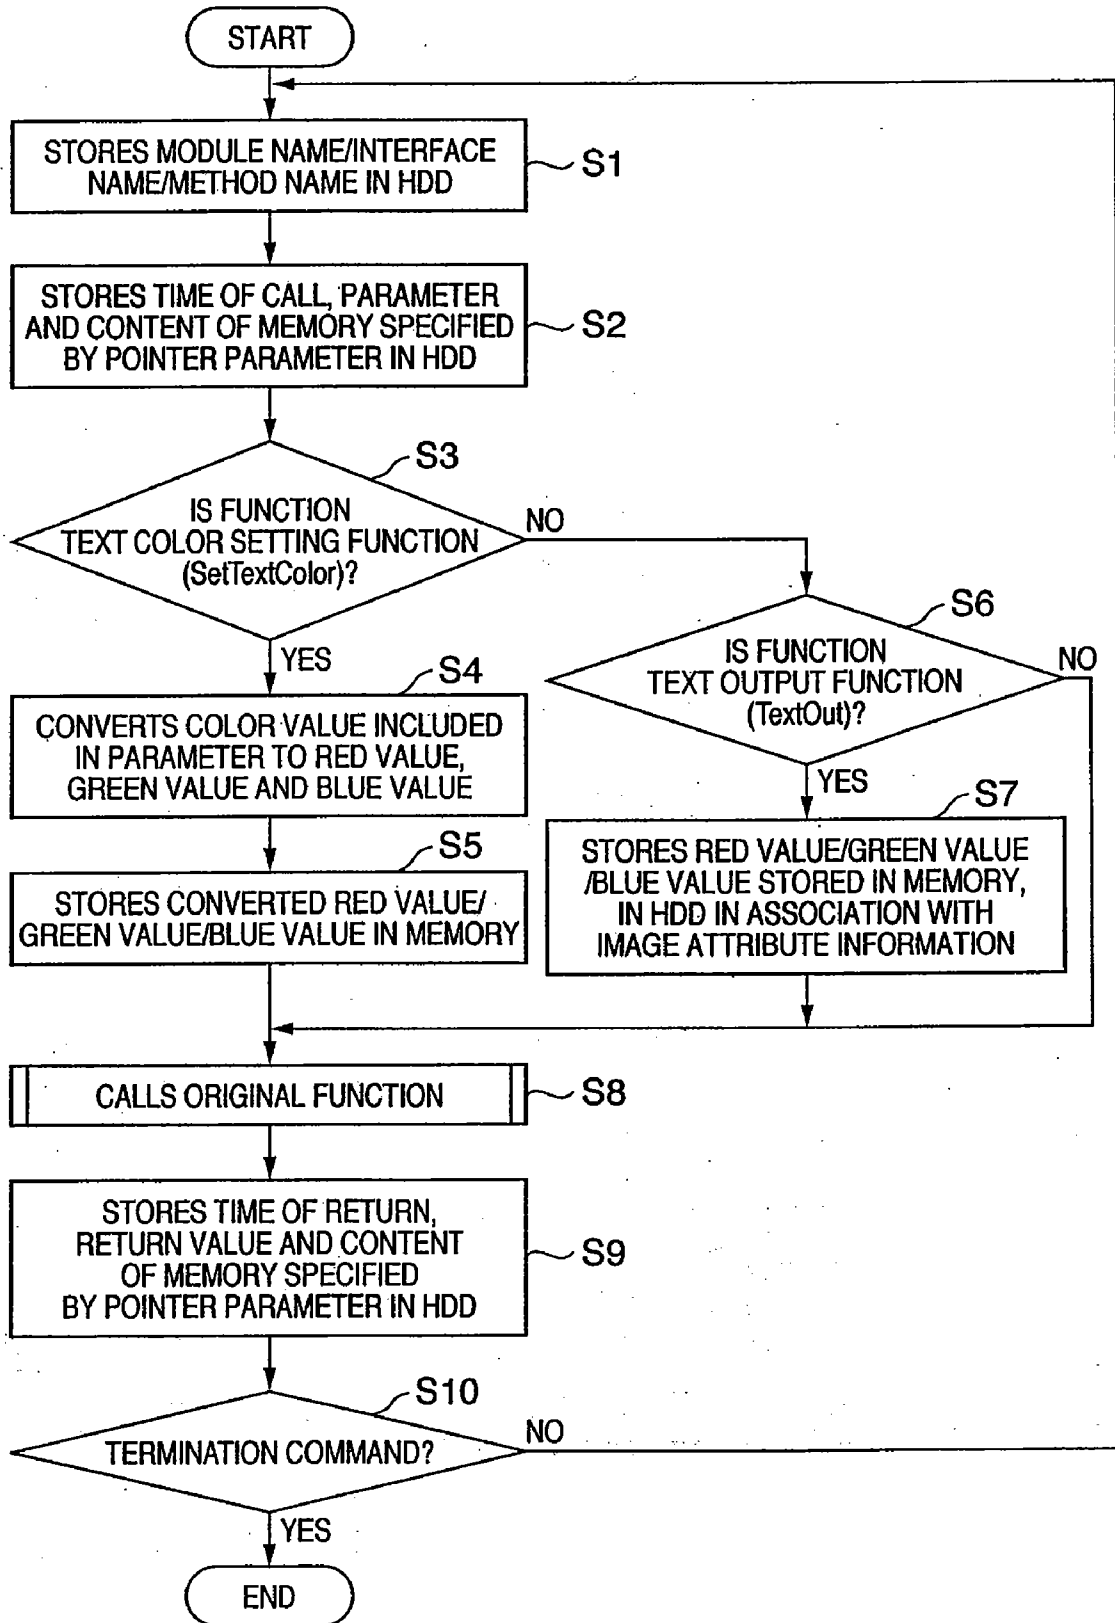 START
STORES MODULE NAME/INTERFACE
NAME/METHOD NAME IN HDD
S1
STORES TIME OF CALL, PARAMETER
AND CONTENT OF MEMORY SPECIFIED
BY POINTER PARAMETER IN HDD
S2
S3
IS FUNCTION
TEXT COLOR SETTING FUNCTION
(SetTextColor)?
NO
YES
S4
CONVERTS COLOR VALUE INCLUDED
IN PARAMETER TO RED VALUE,
GREEN VALUE AND BLUE VALUE
S5
STORES CONVERTED RED VALUE/
GREEN VALUE/BLUE VALUE IN MEMORY
S6
IS FUNCTION
TEXT OUTPUT FUNCTION
(TextOut)?
NO
YES
S7
STORES RED VALUE/GREEN VALUE
/BLUE VALUE STORED IN MEMORY,
IN HDD IN ASSOCIATION WITH
IMAGE ATTRIBUTE INFORMATION
CALLS ORIGINAL FUNCTION
S8
STORES TIME OF RETURN,
RETURN VALUE AND CONTENT
OF MEMORY SPECIFIED
BY POINTER PARAMETER IN HDD
S9
S10
TERMINATION COMMAND?
NO
YES
END